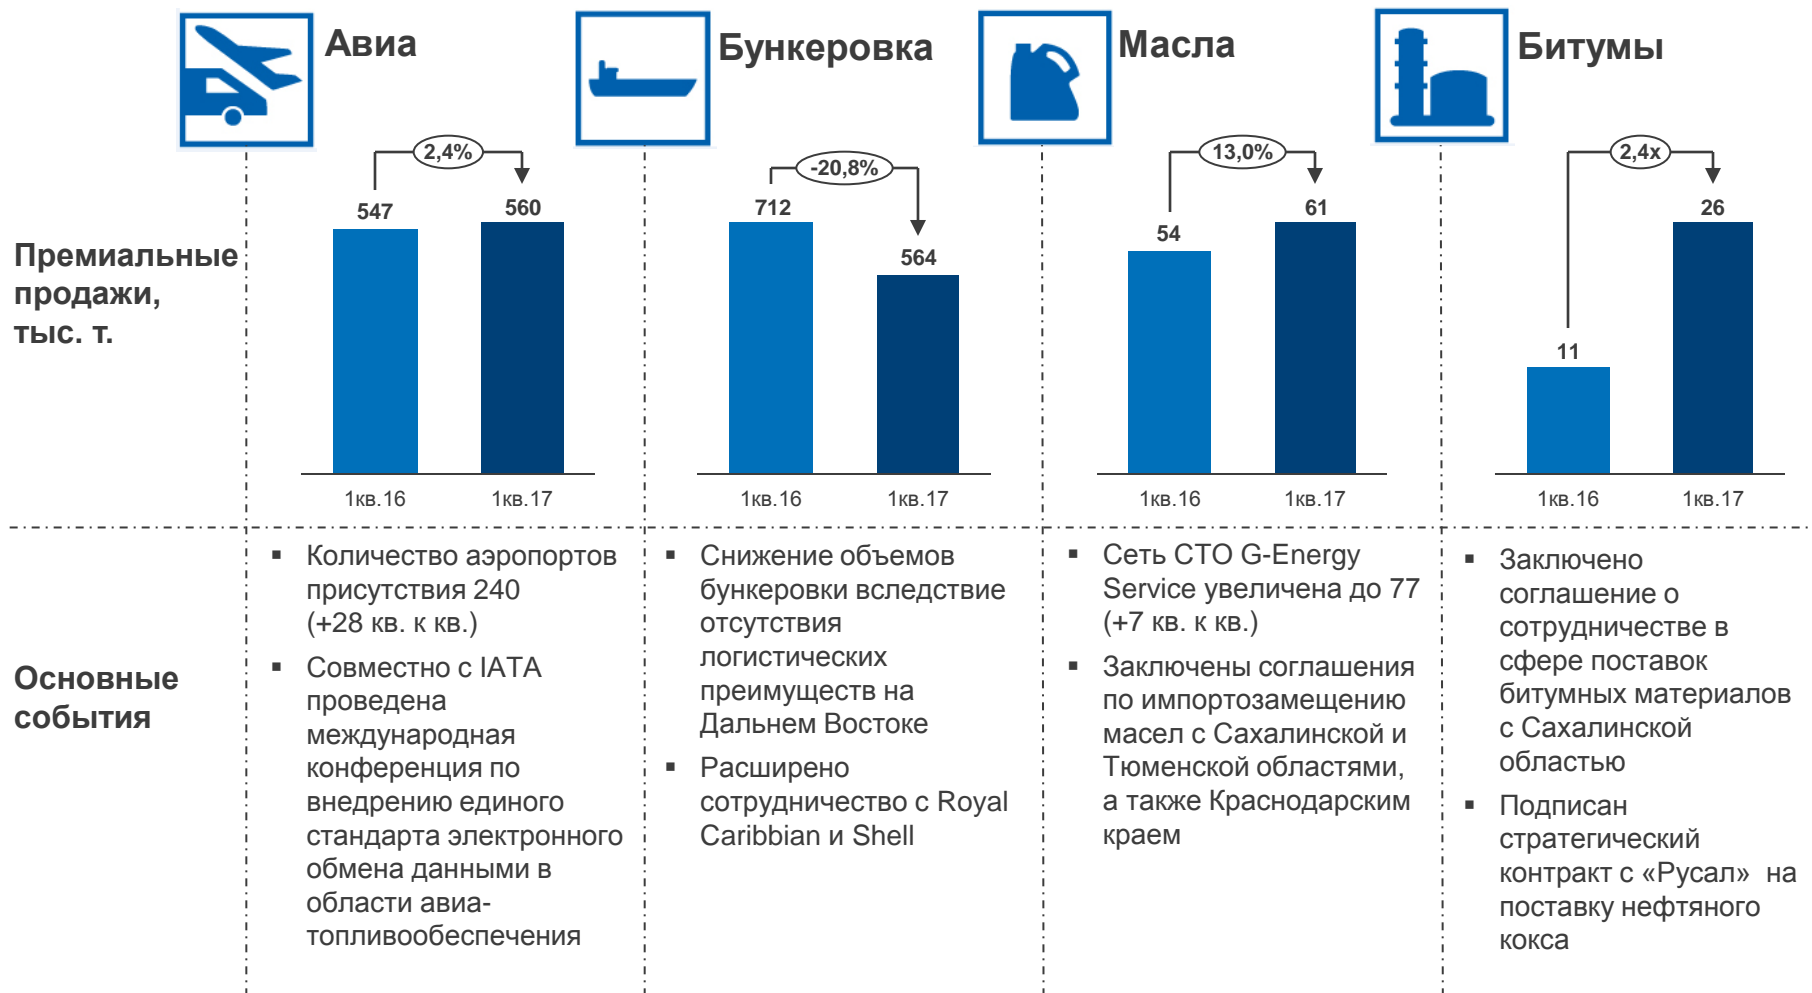 Авиа
Бункеровка
Масла
Битумы
Премиальные
продажи,
тыс. т.
2,4%
547
560
1кв.16
1кв.17
-20,8%
712
564
1кв.16
1кв.17
13,0%
54
61
1кв.16
1кв.17
2,4x
11
26
1кв.16
1кв.17
Основные
события
▪ Количество аэропортов
присутствия 240
(+28 кв. к кв.)
▪ Совместно с IATA
проведена
международная
конференция по
внедрению единого
стандарта электронного
обмена данными в
области авиа-
топливообеспечения
▪ Снижение объемов
бункеровки вследствие
отсутствия
логистических
преимуществ на
Дальнем Востоке
▪ Расширено
сотрудничество с Royal
Caribbian и Shell
▪ Сеть СТО G-Energy
Service увеличена до 77
(+7 кв. к кв.)
▪ Заключены соглашения
по импортозамещению
масел с Сахалинской и
Тюменской областями,
а также Краснодарским
краем
▪ Заключено
соглашение о
сотрудничестве в
сфере поставок
битумных материалов
с Сахалинской
областью
▪ Подписан
стратегический
контракт с «Русал» на
поставку нефтяного
кокса